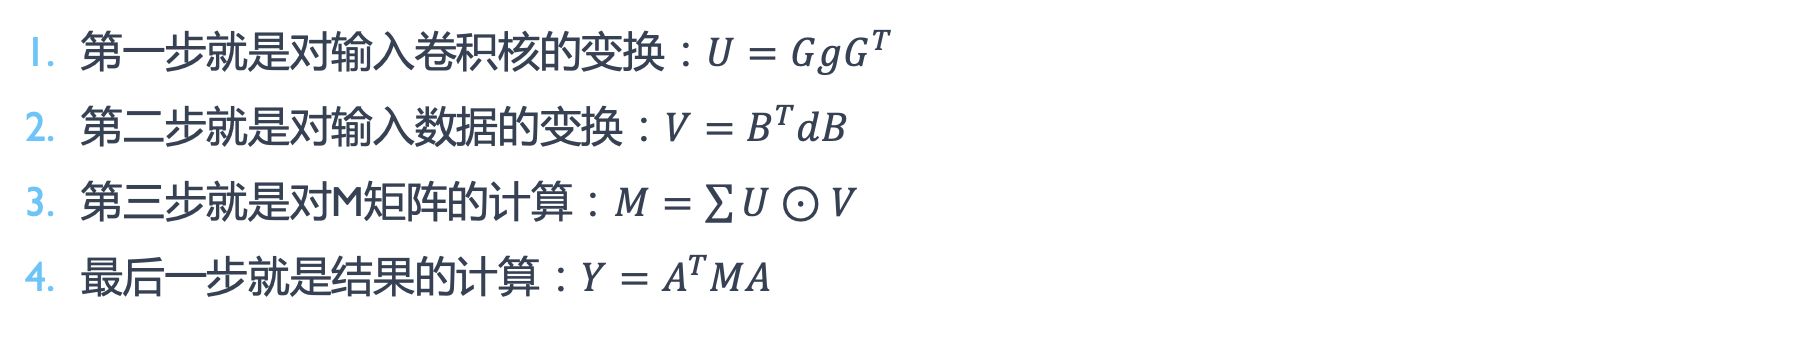 1. 第一步就是对输入卷积核的变换：U = GgG^T
2. 第二步就是对输入数据的变换：V = B^T dB
3. 第三步就是对M矩阵的计算：M = ∑ U ⊙ V
4. 最后一步就是结果的计算：Y = A^T MA